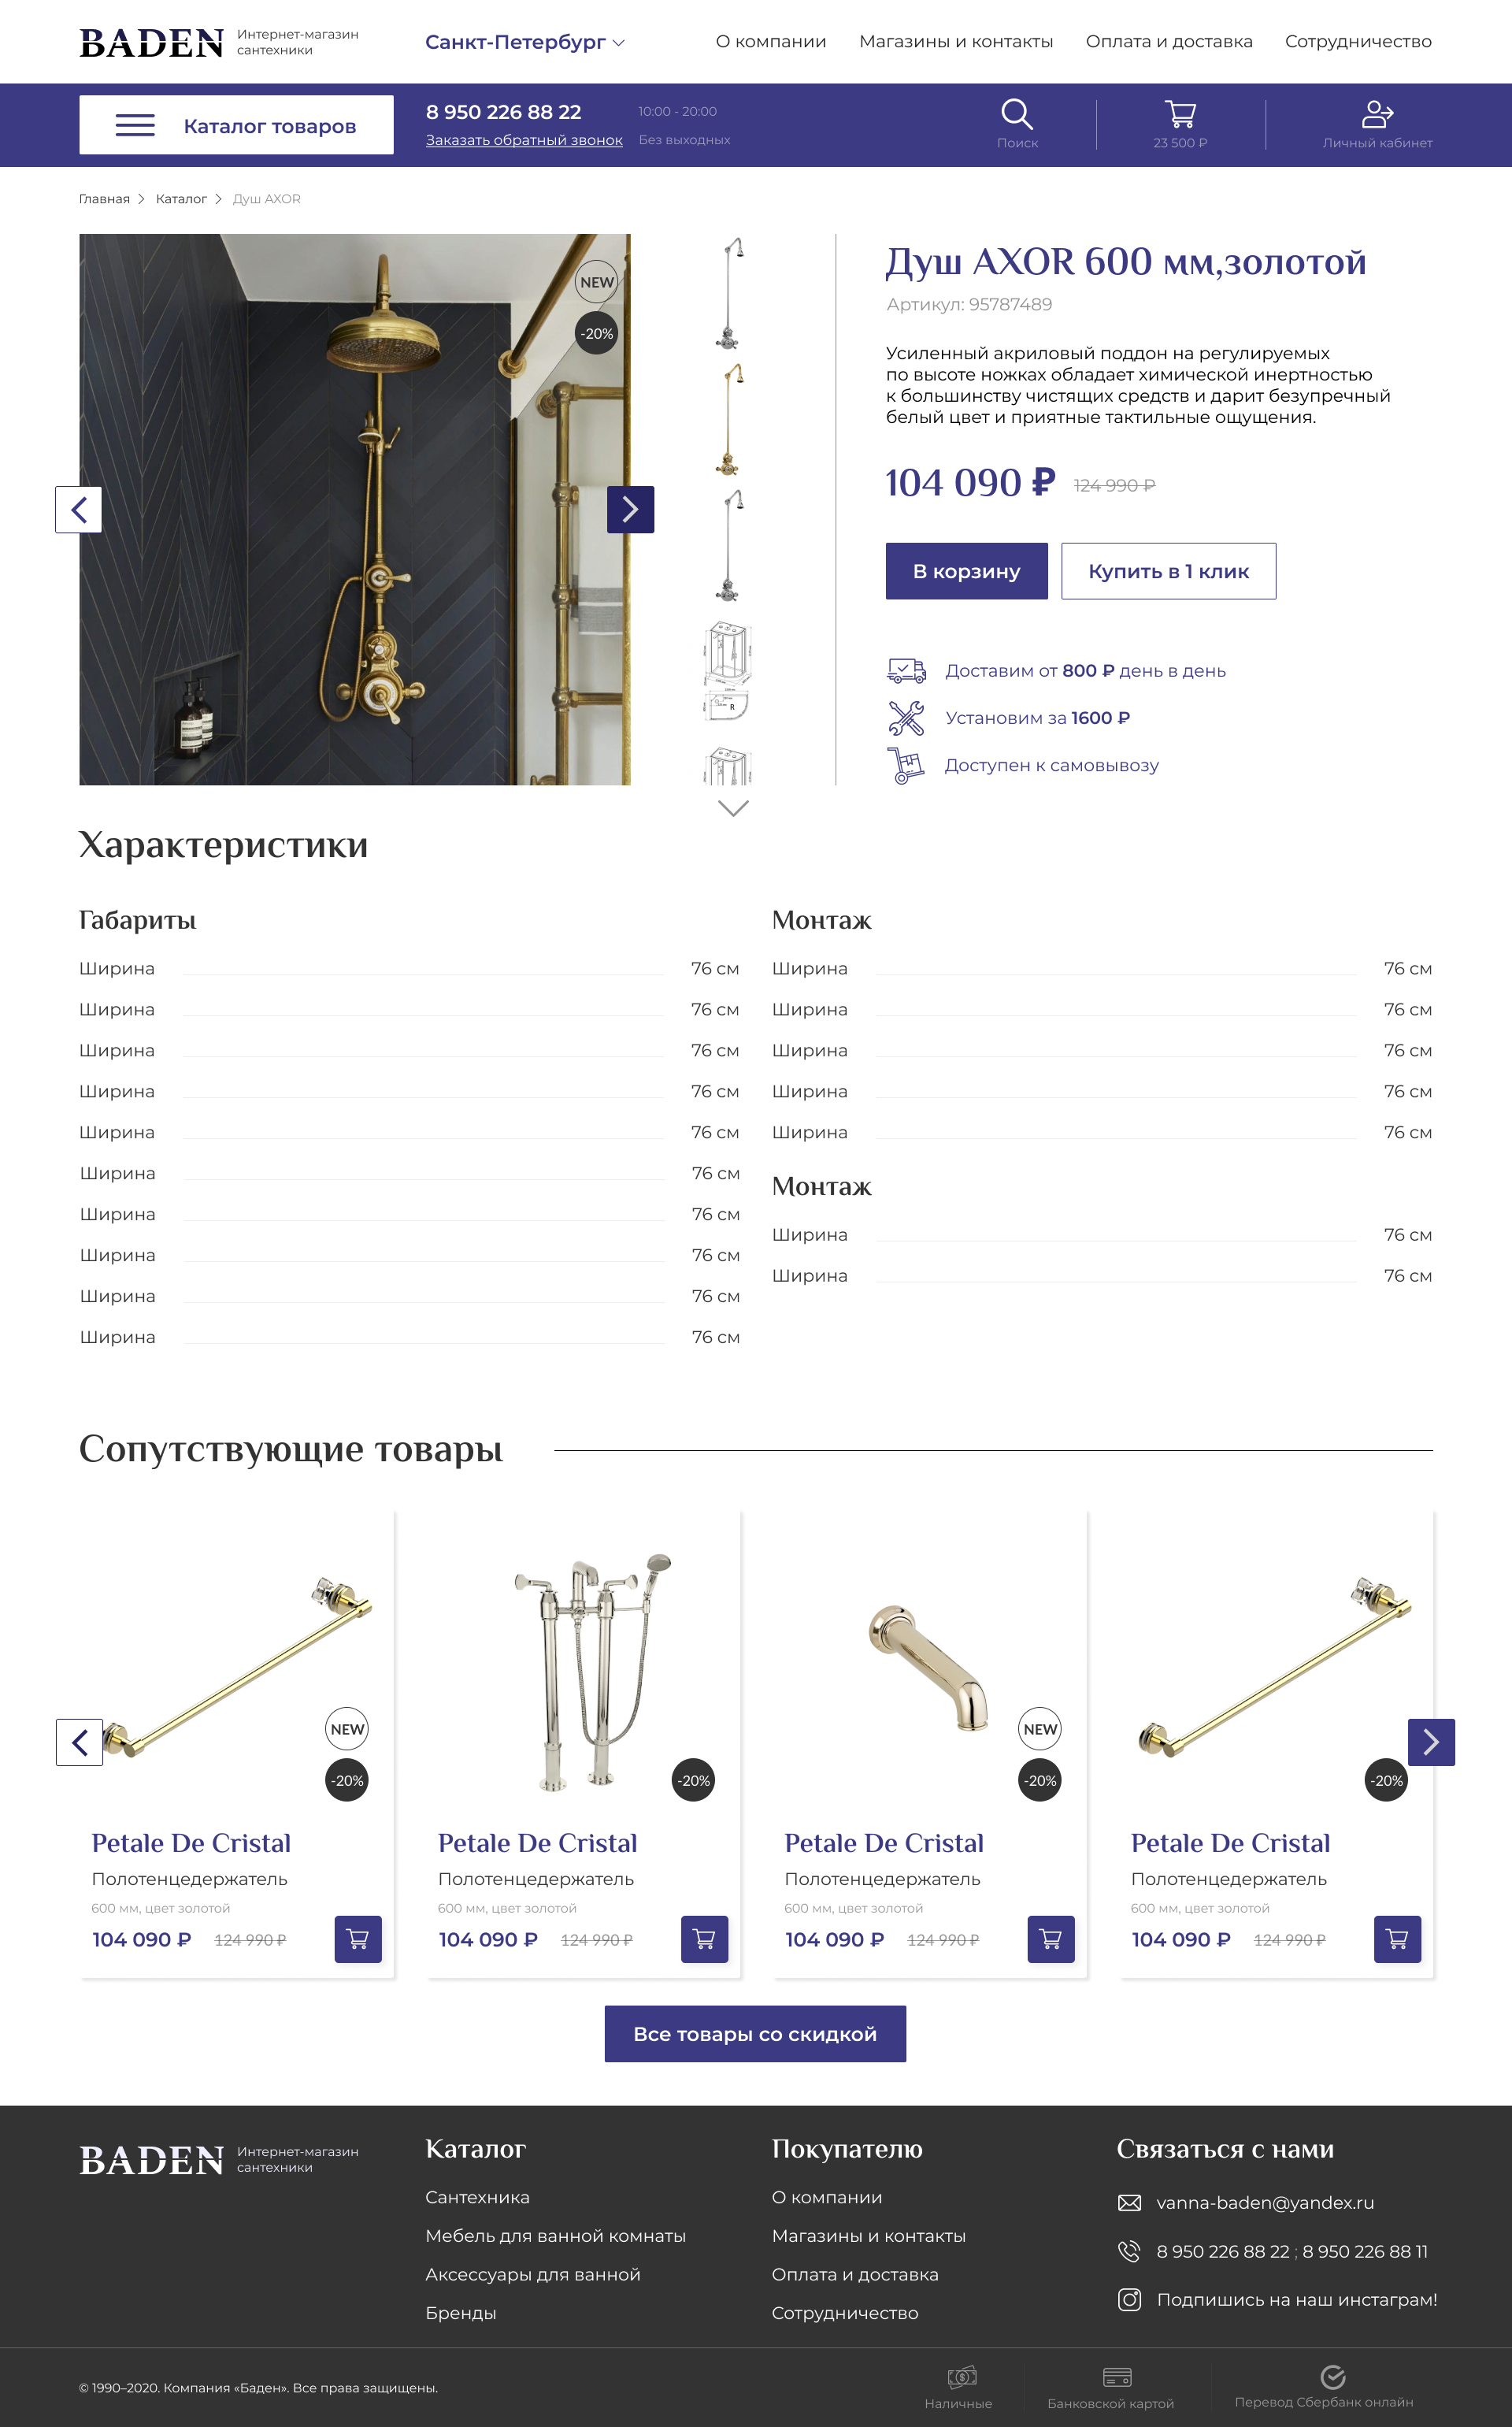 BADEN
Интернет-магазин
сантехники
Санкт-Петербург
О компании
Магазины и контакты
Оплата и доставка
Сотрудничество
Каталог товаров
8 950 226 88 22
10:00 - 20:00
Заказать обратный звонок
Без выходных
Поиск
23 500 ₽
Личный кабинет
Главная
Каталог
Душ AXOR
NEW
-20%
R
Душ AXOR 600 мм,золотой
Артикул: 95787489
Усиленный акриловый поддон на регулируемых
по высоте ножках обладает химической инертностью
к большинству чистящих средств и дарит безупречный
белый цвет и приятные тактильные ощущения.
104 090 ₽
124 990 ₽
В корзину
Купить в 1 клик
Доставим от 800 ₽ день в день
Установим за 1600 ₽
Доступен к самовывозу
Характеристики
Габариты
Ширина 76 см
Ширина 76 см
Ширина 76 см
Ширина 76 см
Ширина 76 см
Ширина 76 см
Ширина 76 см
Ширина 76 см
Ширина 76 см
Ширина 76 см
Монтаж
Ширина 76 см
Ширина 76 см
Ширина 76 см
Ширина 76 см
Ширина 76 см
Монтаж
Ширина 76 см
Ширина 76 см
Сопутствующие товары
NEW
-20%
Petale De Cristal
Полотенцедержатель
600 мм, цвет золотой
104 090 ₽
124 990 ₽
-20%
Petale De Cristal
Полотенцедержатель
600 мм, цвет золотой
104 090 ₽
124 990 ₽
NEW
-20%
Petale De Cristal
Полотенцедержатель
600 мм, цвет золотой
104 090 ₽
124 990 ₽
-20%
Petale De Cristal
Полотенцедержатель
600 мм, цвет золотой
104 090 ₽
124 990 ₽
Все товары со скидкой
BADEN
Интернет-магазин
сантехники
Каталог
Сантехника
Мебель для ванной комнаты
Аксессуары для ванной
Бренды
Покупателю
О компании
Магазины и контакты
Оплата и доставка
Сотрудничество
Связаться с нами
vanna-baden@yandex.ru
8 950 226 88 22 ; 8 950 226 88 11
Подпишись на наш инстаграм!
© 1990–2020. Компания «Баден». Все права защищены.
Наличные
Банковской картой
Перевод Сбербанк онлайн